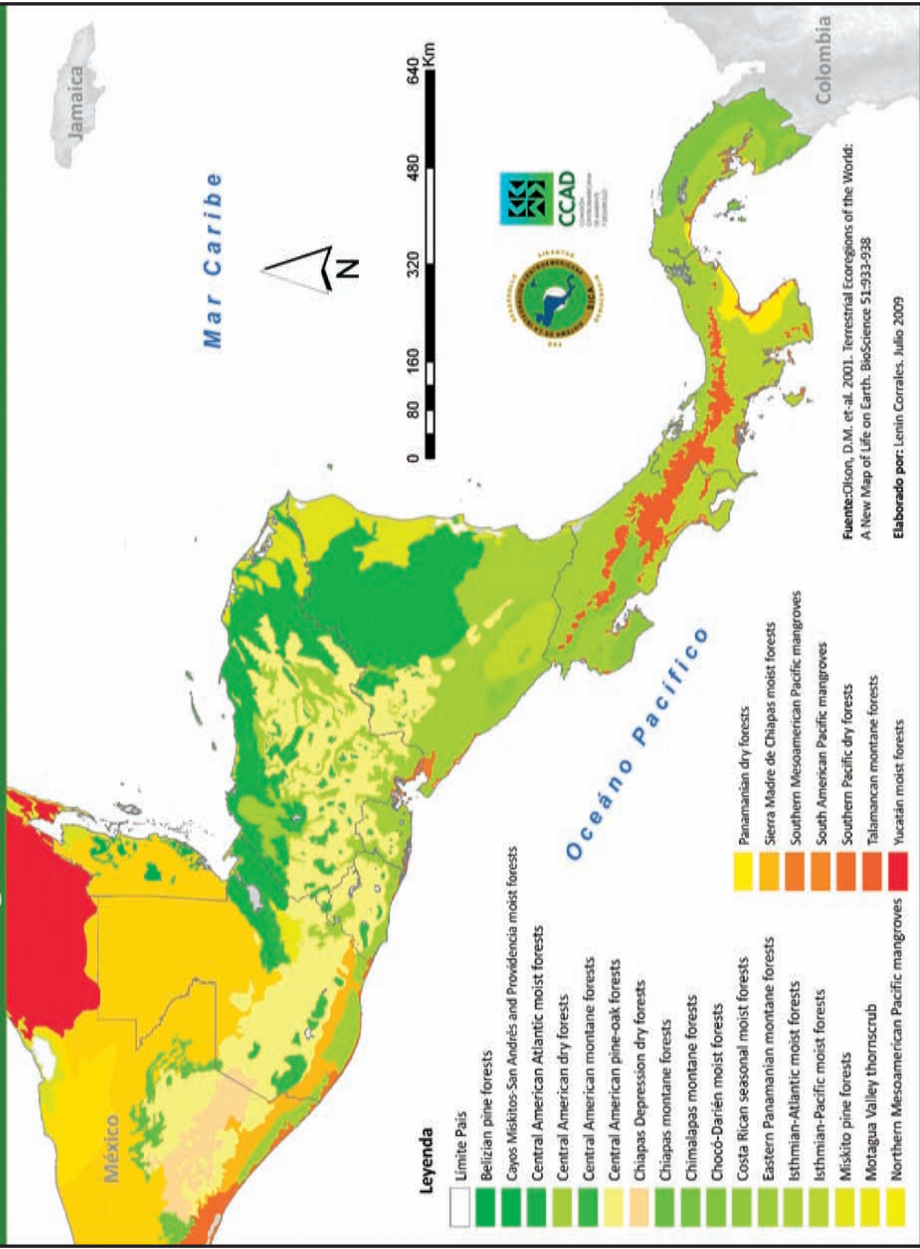 Jamaica
Mar Caribe
N
México
Océano Pacífico
Colombia
0 80 160 320 480 640
Km
CCAD
COMISIÓN
CENTROAMERICANA
DE AMBIENTE
Y DESARROLLO
SICA
Leyenda
Límite País
Belizian pine forests
Cayos Miskitos-San Andrés and Providencia moist forests
Central American Atlantic moist forests
Central American dry forests
Central American montane forests
Central American pine-oak forests
Chiapas Depression dry forests
Chiapas montane forests
Chimalapas montane forests
Chocó-Darién moist forests
Costa Rican seasonal moist forests
Eastern Panamanian montane forests
Isthmian-Atlantic moist forests
Isthmian-Pacific moist forests
Miskito pine forests
Motagua Valley thornscrub
Northern Mesoamerican Pacific mangroves
Panamanian dry forests
Sierra Madre de Chiapas moist forests
Southern Mesoamerican Pacific mangroves
South American Pacific mangroves
Southern Pacific dry forests
Talamancan montane forests
Yucatán moist forests
Fuente:Olson, D.M. et-al. 2001. Terrestrial Ecoregions of the World:
A New Map of Life on Earth. BioScience 51:933-938
Elaborado por: Lenin Corrales. Julio 2009